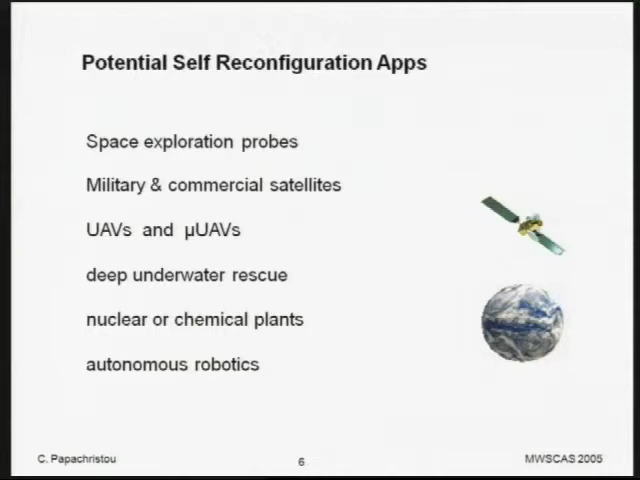 Potential Self Reconfiguration Apps
Space exploration probes
Military & commercial satellites
UAVs and µUAVs
deep underwater rescue
nuclear or chemical plants
autonomous robotics
C. Papachristou
6
MWSCAS 2005